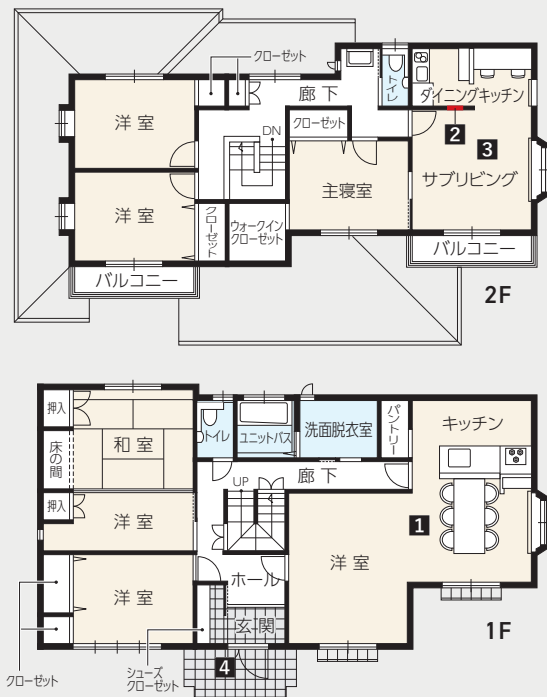 クローゼット
廊下
トイレ
ダイニングキッチン
洋室
DN
クローゼット
2
3
主寝室
サブリビング
洋室
クローゼット
ウォークイン
クローゼット
バルコニー
バルコニー
2F
押入
和室
床の間
トイレ
ユニットバス
洗面脱衣室
パントリー
キッチン
押入
洋室
UP
廊下
1
洋室
ホール
洋室
玄関
1F
クローゼット
シューズ
クローゼット
4